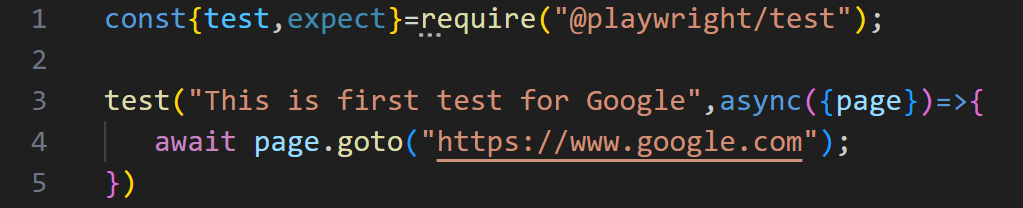 1 const{test,expect}=require("@playwright/test");
2
3 test("This is first test for Google",async({page})=>{
4 await page.goto("https://www.google.com");
5 })